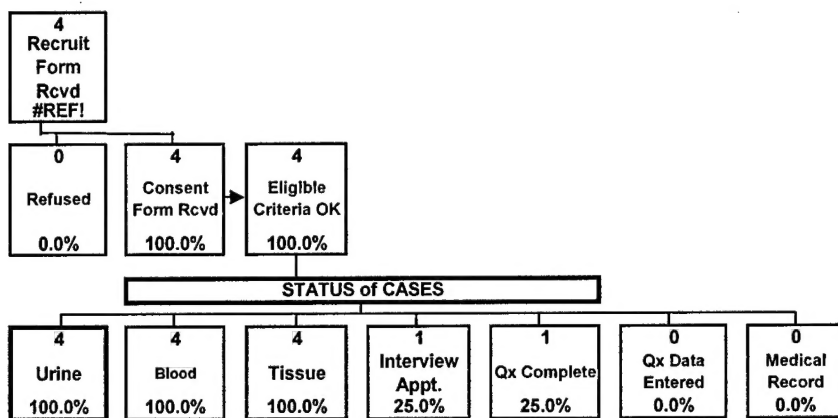 4
Recruit
Form
Rcvd
#REF!
0
Refused
0.0%
4
Consent
Form Rcvd
100.0%
4
Eligible
Criteria OK
100.0%
STATUS of CASES
4
Urine
100.0%
4
Blood
100.0%
4
Tissue
100.0%
1
Interview
Appt.
25.0%
1
Qx Complete
25.0%
0
Qx Data
Entered
0.0%
0
Medical
Record
0.0%